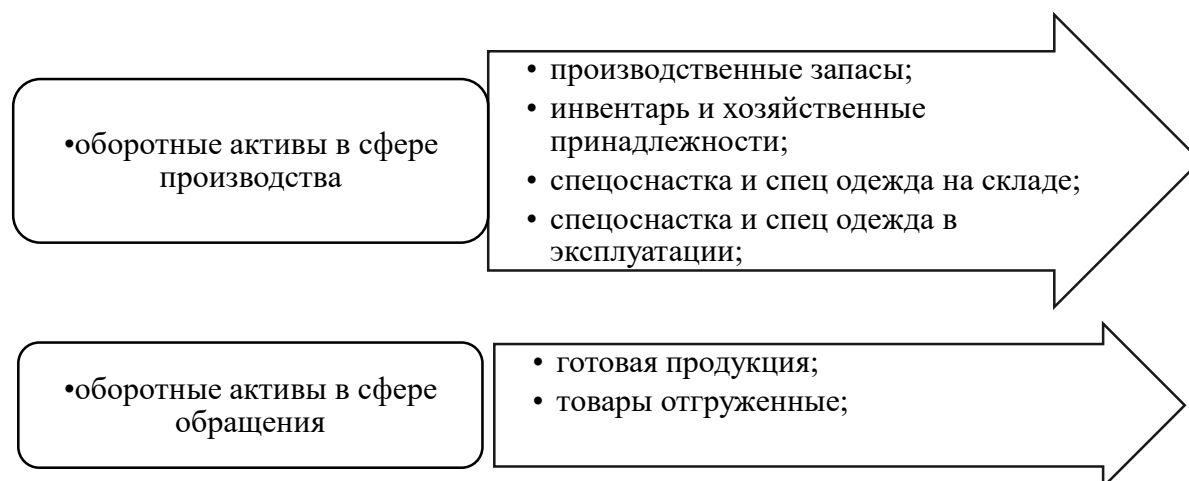 •оборотные активы в сфере
производства
• производственные запасы;
• инвентарь и хозяйственные
принадлежности;
• спецоснастка и спец одежда на складе;
• спецоснастка и спец одежда в
эксплуатации;
•оборотные активы в сфере
обращения
• готовая продукция;
• товары отгруженные;